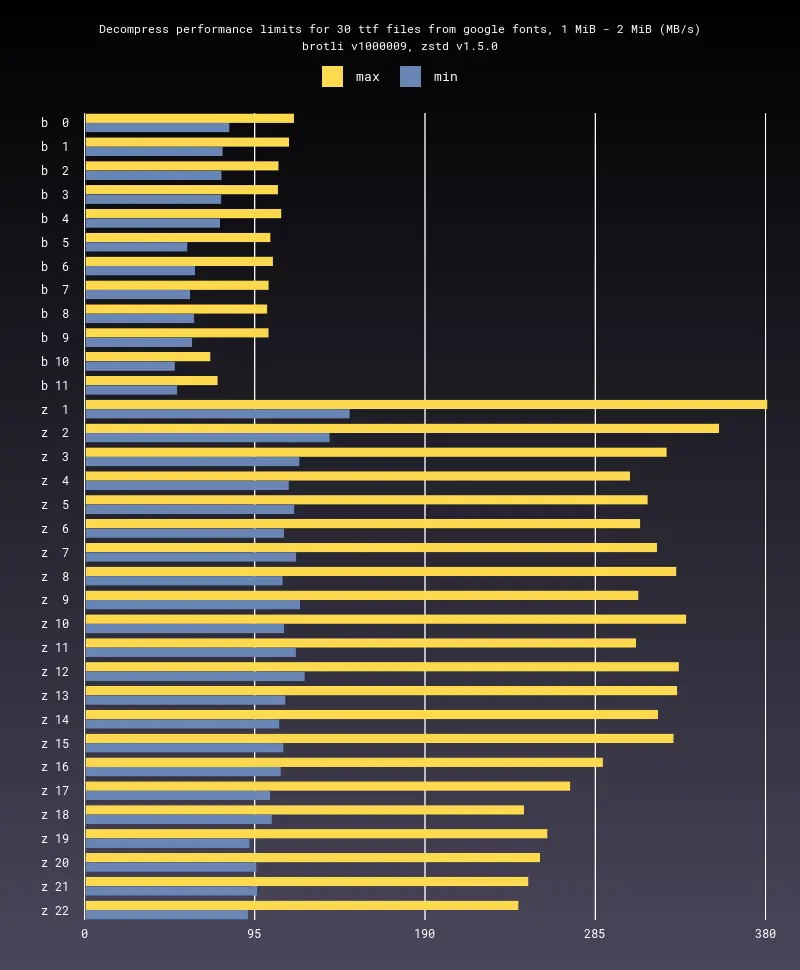 Decompress performance limits for 30 ttf files from google fonts, 1 MiB - 2 MiB (MB/s)
brotli v1000009, zstd v1.5.0
max min
b 0
b 1
b 2
b 3
b 4
b 5
b 6
b 7
b 8
b 9
b 10
b 11
z 1
z 2
z 3
z 4
z 5
z 6
z 7
z 8
z 9
z 10
z 11
z 12
z 13
z 14
z 15
z 16
z 17
z 18
z 19
z 20
z 21
z 22
0 95 190 285 380